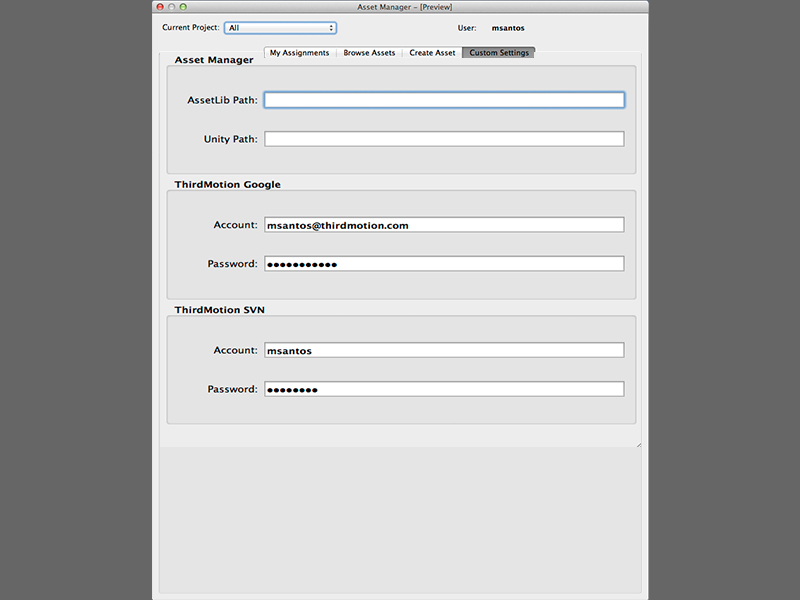 Asset Manager – [Preview]
Current Project: All User: msantos
My Assignments Browse Assets Create Asset Custom Settings
Asset Manager
AssetLib Path:
Unity Path:
ThirdMotion Google
Account: msantos@thirdmotion.com
Password: •••••••••••
ThirdMotion SVN
Account: msantos
Password: ••••••••